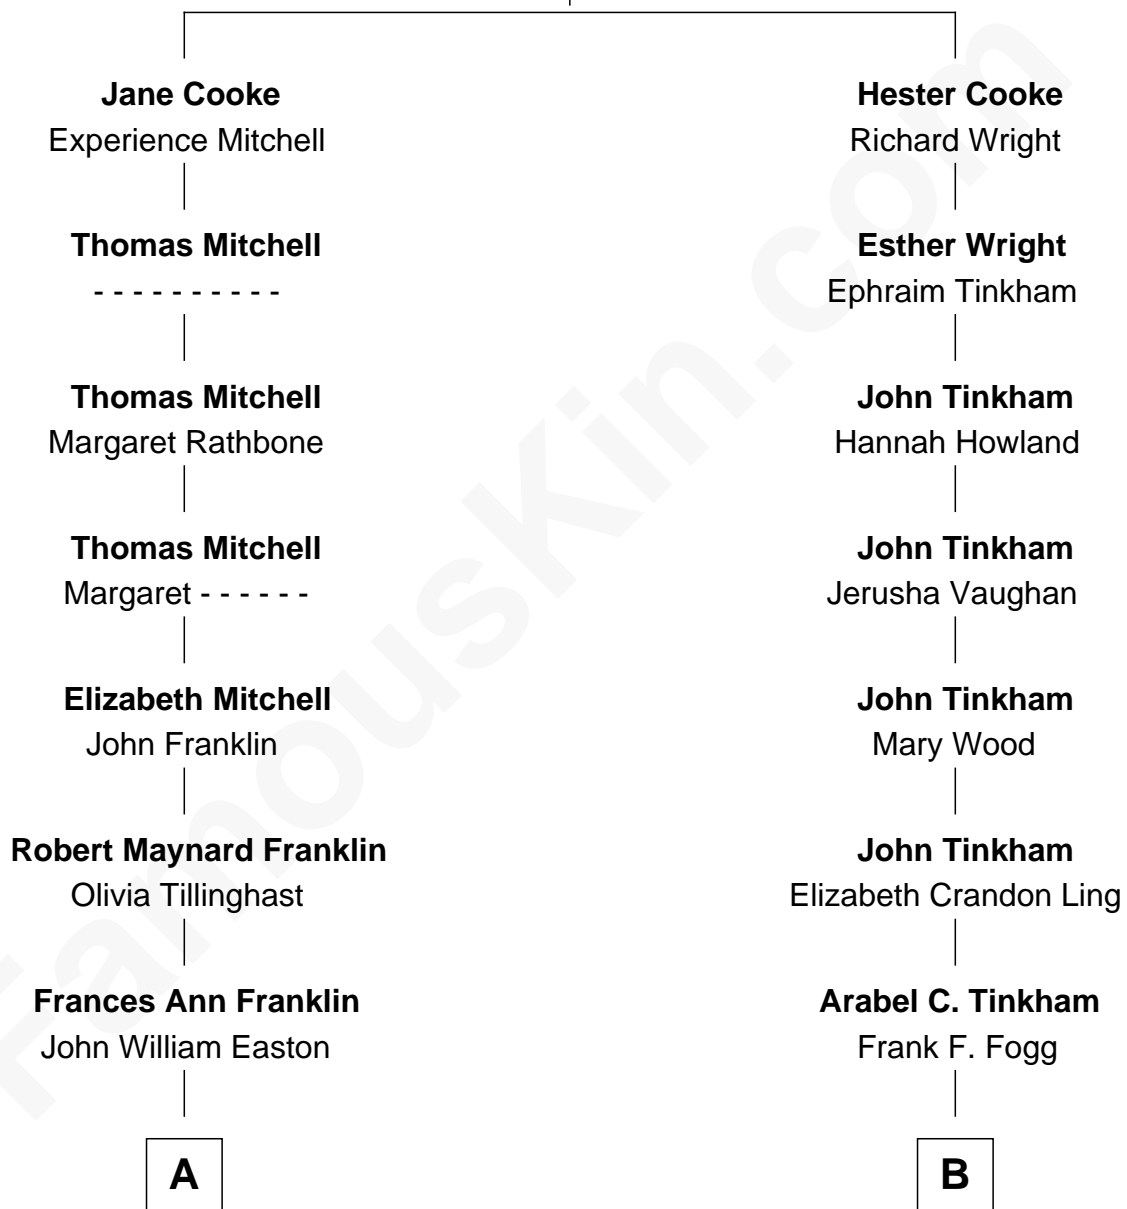 Jane Cooke
Experience Mitchell
Thomas Mitchell
- - - - - - - - - -
Thomas Mitchell
Margaret Rathbone
Thomas Mitchell
Margaret - - - - - -
Elizabeth Mitchell
John Franklin
Robert Maynard Franklin
Olivia Tillinghast
Frances Ann Franklin
John William Easton
A
Hester Cooke
Richard Wright
Esther Wright
Ephraim Tinkham
John Tinkham
Hannah Howland
John Tinkham
Jerusha Vaughan
John Tinkham
Mary Wood
John Tinkham
Elizabeth Crandon Ling
Arabel C. Tinkham
Frank F. Fogg
B
FamousKin.com